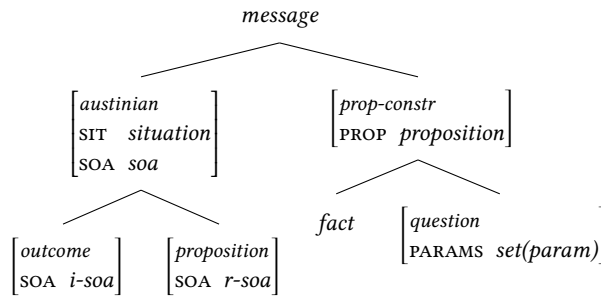 message
austinian
SIT situation
SOA soa
prop-constr
PROP proposition
outcome
SOA i-soa
proposition
SOA r-soa
fact
question
PARAMS set(param)